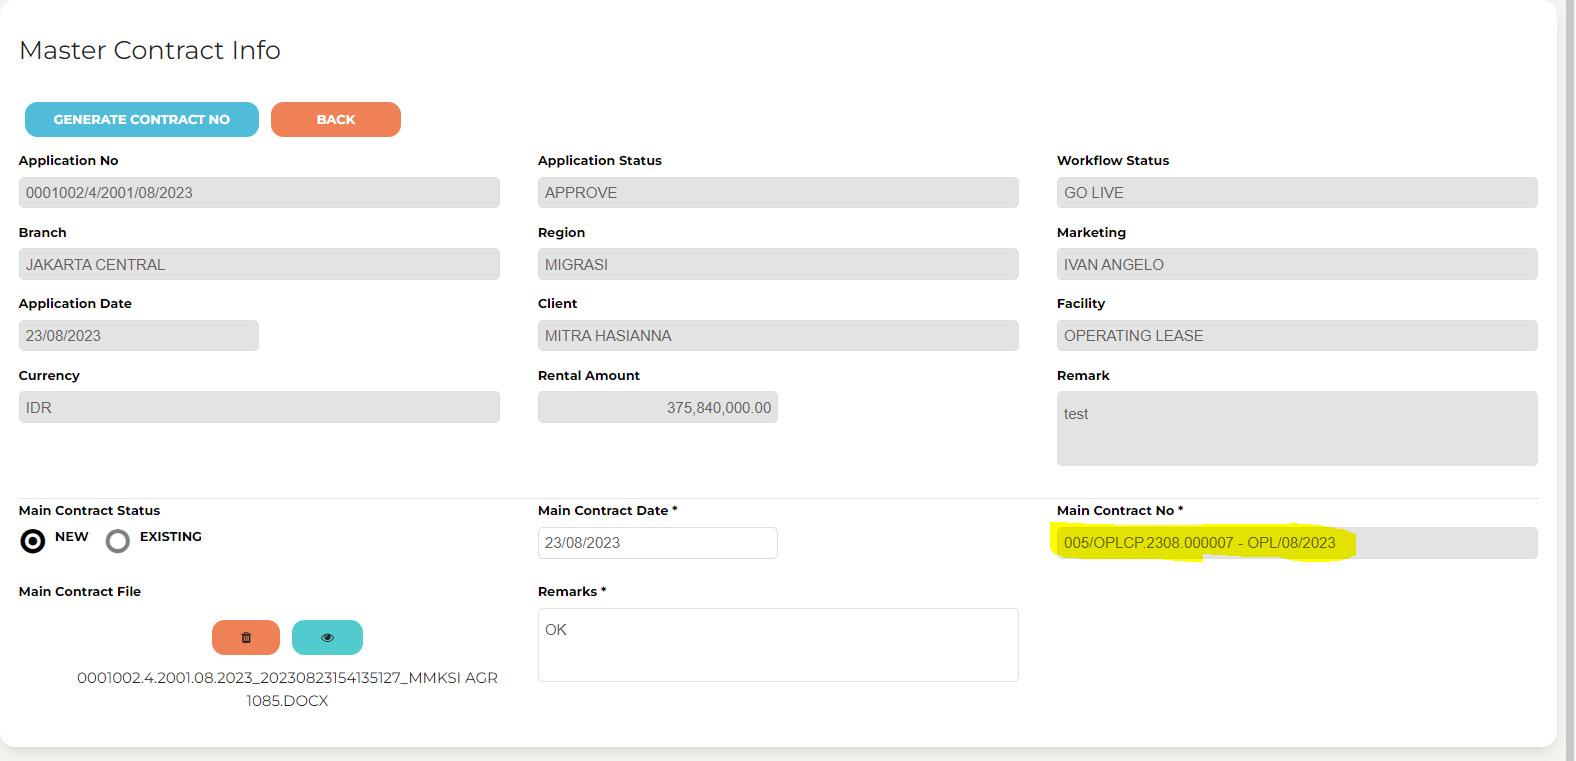 Master Contract Info
GENERATE CONTRACT NO BACK
Application No Application Status Workflow Status
0001002/4/2001/08/2023 APPROVE GO LIVE
Branch Region Marketing
JAKARTA CENTRAL MIGRASI IVAN ANGELO
Application Date Client Facility
23/08/2023 MITRA HASIANNA OPERATING LEASE
Currency Rental Amount Remark
IDR 375,840,000.00 test
Main Contract Status Main Contract Date * Main Contract No *
NEW EXISTING 23/08/2023 005/OPLCP.2308.000007 - OPL/08/2023
Main Contract File Remarks *
OK
0001002.4.2001.08.2023_20230823154135127_MMKSI AGR
1085.DOCX